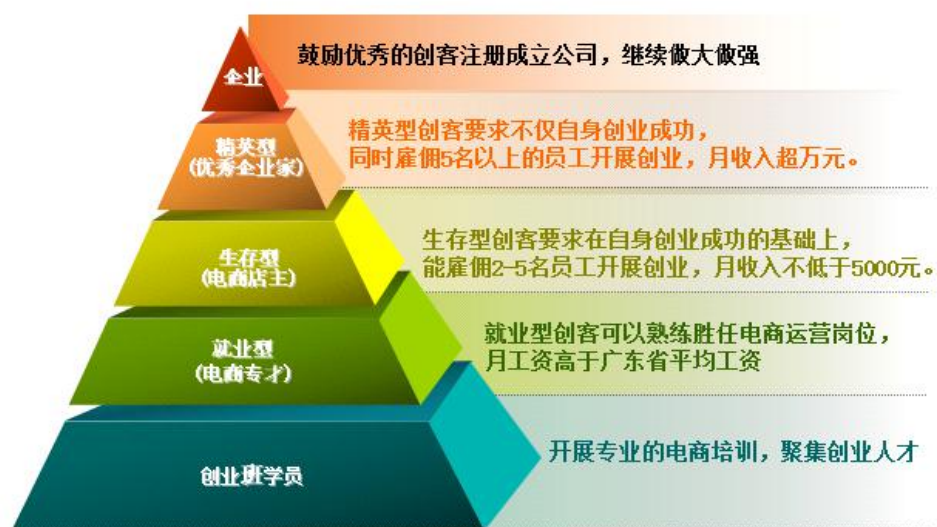 企业
鼓励优秀的创客注册成立公司，继续做大做强
精英型
(优秀企业家)
精英型创客要求不仅自身创业成功，
同时雇佣5名以上的员工开展创业，月收入超万元。
生存型
(电商店主)
生存型创客要求在自身创业成功的基础上，
能雇佣2-5名员工开展创业，月收入不低于5000元。
就业型
(电商专才)
就业型创客可以熟练胜任电商运营岗位，
月工资高于广东省平均工资
创业班学员
开展专业的电商培训，聚集创业人才